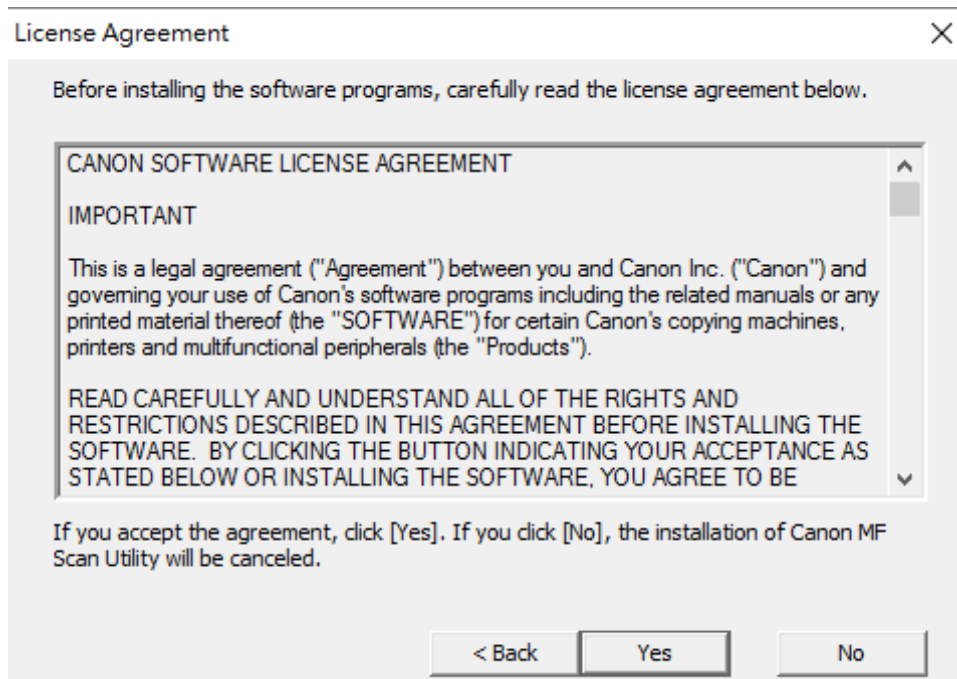 License Agreement
Before installing the software programs, carefully read the license agreement below.
CANON SOFTWARE LICENSE AGREEMENT
IMPORTANT
This is a legal agreement ("Agreement") between you and Canon Inc. ("Canon") and
governing your use of Canon's software programs including the related manuals or any
printed material thereof (the "SOFTWARE") for certain Canon's copying machines,
printers and multifunctional peripherals (the "Products").
READ CAREFULLY AND UNDERSTAND ALL OF THE RIGHTS AND
RESTRICTIONS DESCRIBED IN THIS AGREEMENT BEFORE INSTALLING THE
SOFTWARE.  BY CLICKING THE BUTTON INDICATING YOUR ACCEPTANCE AS
STATED BELOW OR INSTALLING THE SOFTWARE, YOU AGREE TO BE
If you accept the agreement, click [Yes]. If you click [No], the installation of Canon MF
Scan Utility will be canceled.
< Back Yes No